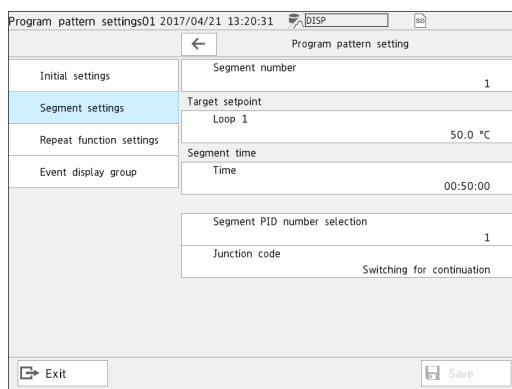 Program pattern settings01 2017/04/21 13:20:31 DISP SD
Program pattern setting
Initial settings
Segment settings
Repeat function settings
Event display group
Segment number
1
Target setpoint
Loop 1
50.0 °C
Segment time
Time
00:50:00
Segment PID number selection
1
Junction code
Switching for continuation
Exit
Save